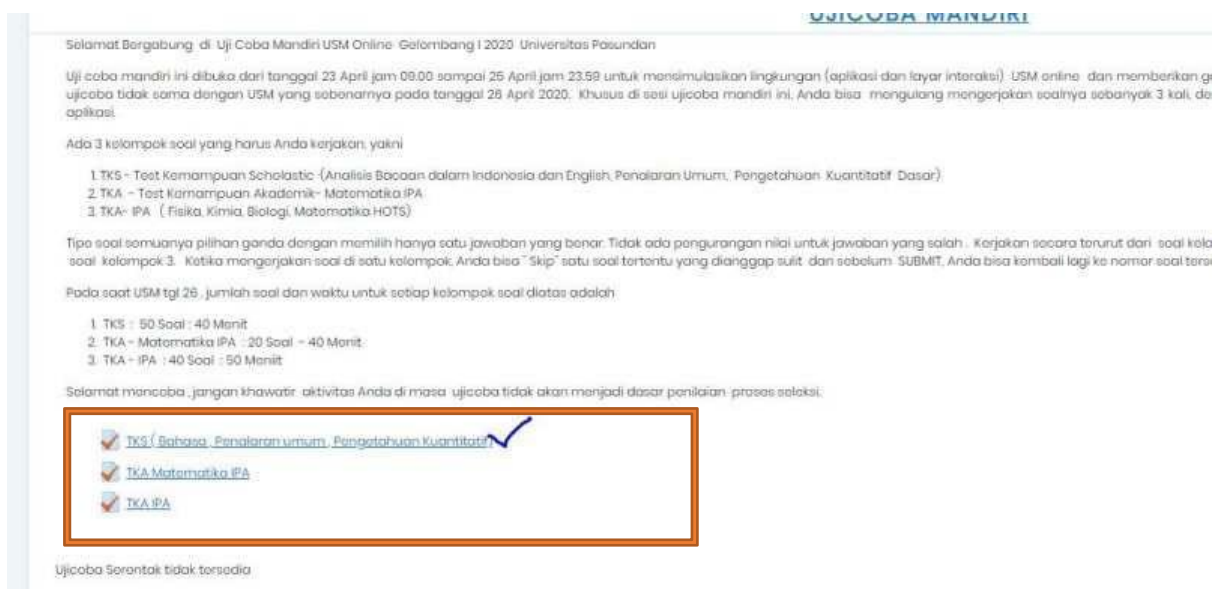 UJICOBA MANDIRI
Selamat Bergabung di Uji Coba Mandiri USM Online Gelombang I 2020 Universitas Pasundan
Uji coba mandiri ini dibuka dari tanggal 23 April jam 09.00 sampai 25 April jam 23.59 untuk mensimulasikan lingkungan (aplikasi dan layar interaksi) USM online dan memberikan
ujicoba tidak sama dengan USM yang sebenarnya pada tanggal 26 April 2020. Khusus di sesi ujicoba mandiri ini, Anda bisa mengulang mengerjakan soalnya sebanyak 3 kali,
aplikasi.
Ada 3 kelompok soal yang harus Anda kerjakan, yakni
1. TKS - Test Kemampuan Scholastic (Analisis Bacaan dalam Indonesia dan English, Penalaran Umum, Pengetahuan Kuantitatif Dasar)
2. TKA - Test Kemampuan Akademik- Matematika IPA
3. TKA- IPA ( Fisika, Kimia, Biologi, Matematika HOTS)
Tipe soal semuanya pilihan ganda dengan memilih hanya satu jawaban yang benar. Tidak ada pengurangan nilai untuk jawaban yang salah . Kerjakan secara terurut dari soal
soal kelompok 3. Ketika mengerjakan soal di satu kelompok, Anda bisa "Skip" satu soal tertentu yang dianggap sulit dan sebelum SUBMIT, Anda bisa kembali lagi ke nomor soal
Pada saat USM tgl 26 , jumlah soal dan waktu untuk setiap kelompok soal diatas adalah
1. TKS : 50 Soal : 40 Menit
2. TKA - Matematika IPA : 20 Soal - 40 Menit
3. TKA - IPA : 40 Soal : 50 Meniit
Selamat mencoba , jangan khawatir aktivitas Anda di masa ujicoba tidak akan menjadi dasar penilaian proses seleksi.
TKS ( Bahasa , Penalaran umum , Pengetahuan Kuantitatif)
TKA Matematika IPA
TKA IPA
Ujicoba Serentak tidak tersedia